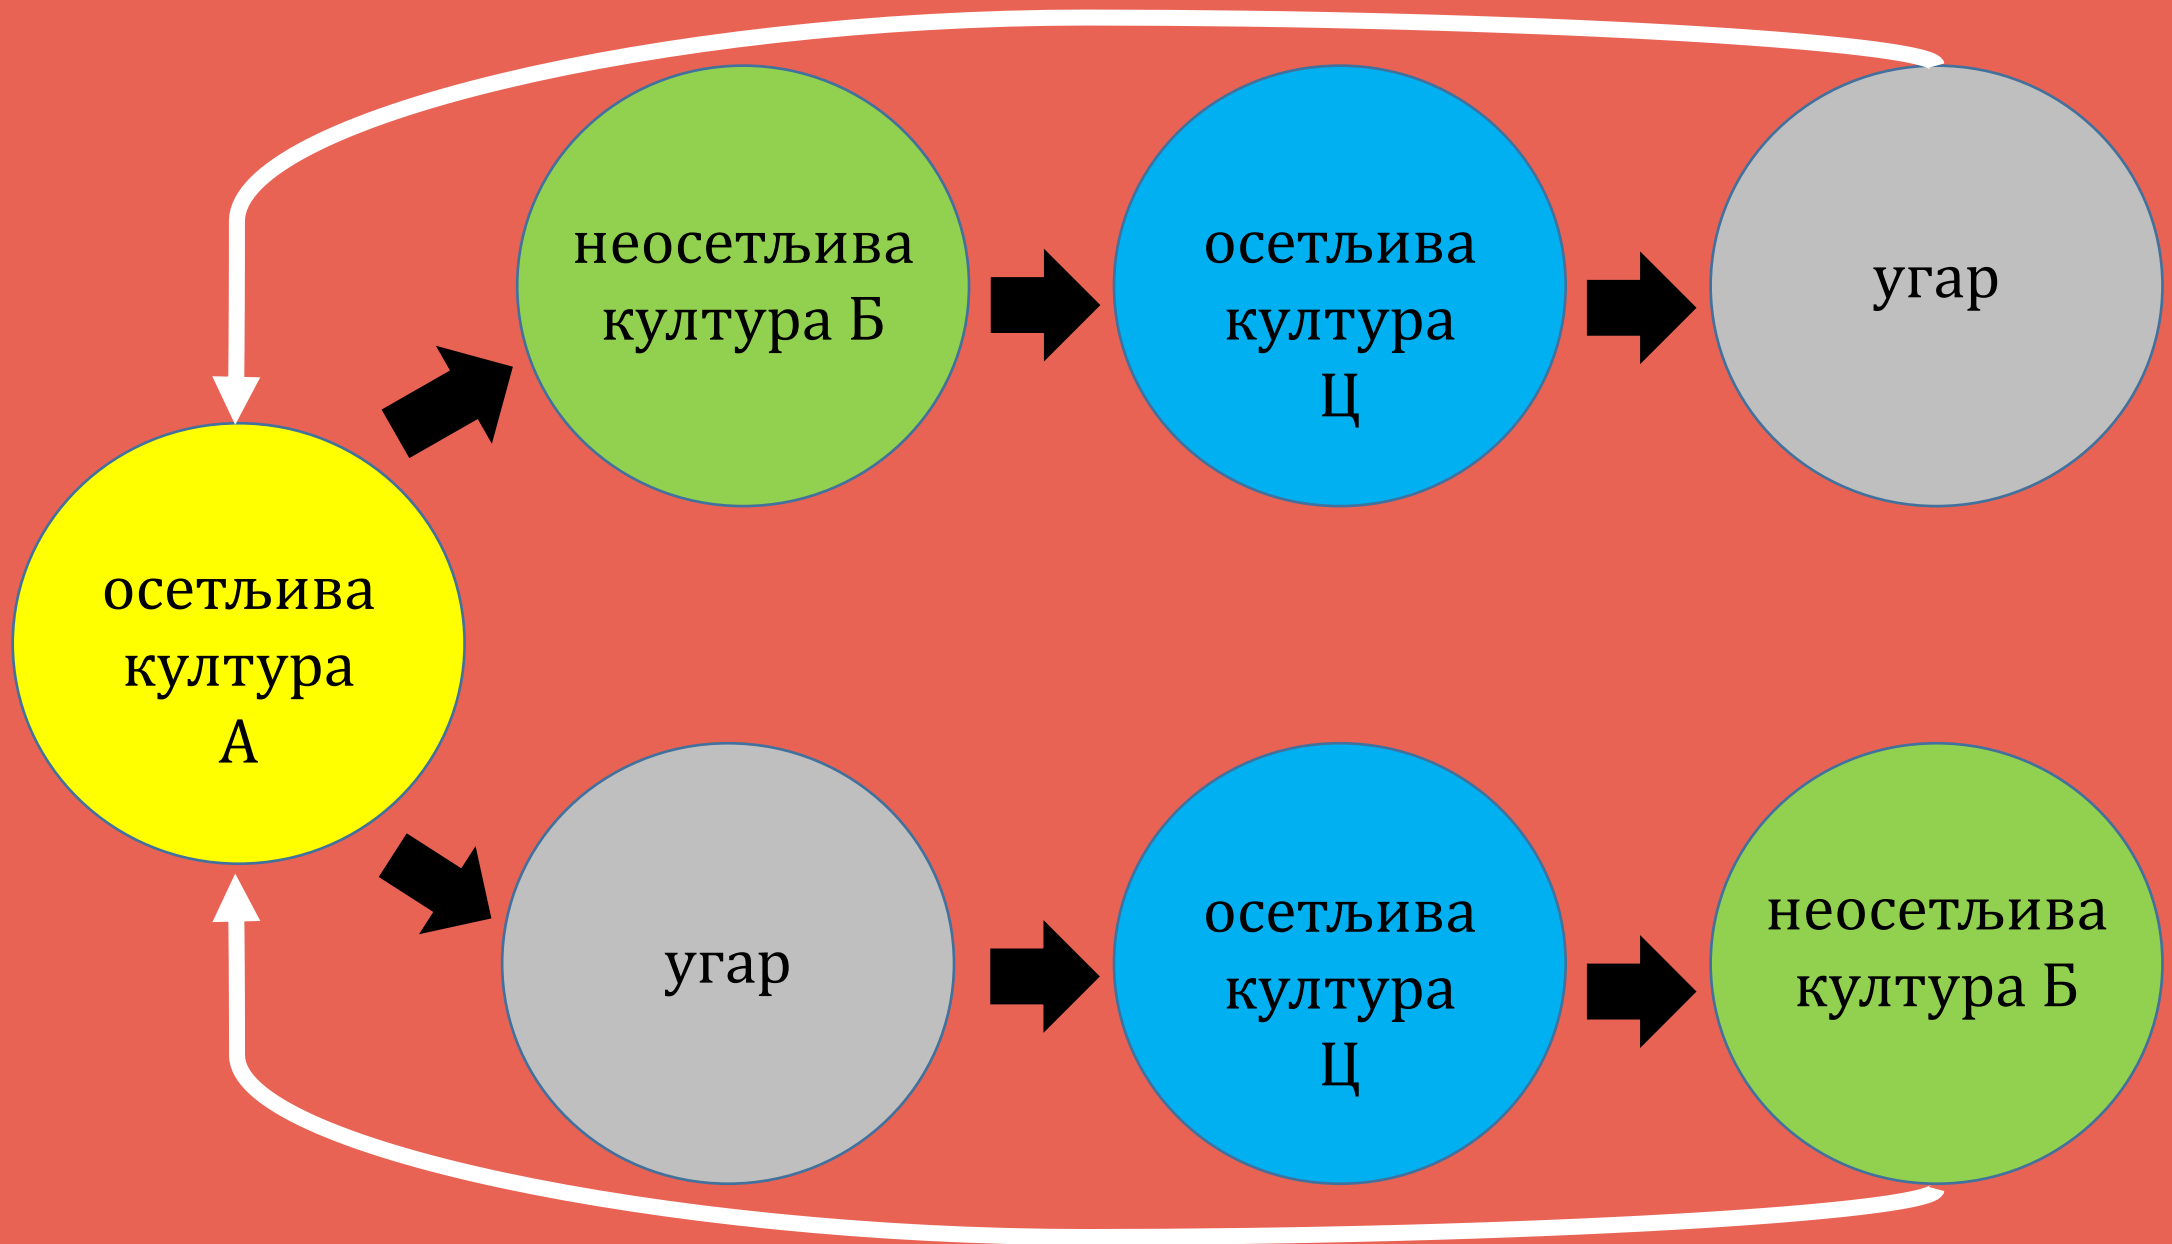 неосетљива
култура Б
осетљива
култура
Ц
угар
осетљива
култура
А
угар
осетљива
култура
Ц
неосетљива
култура Б